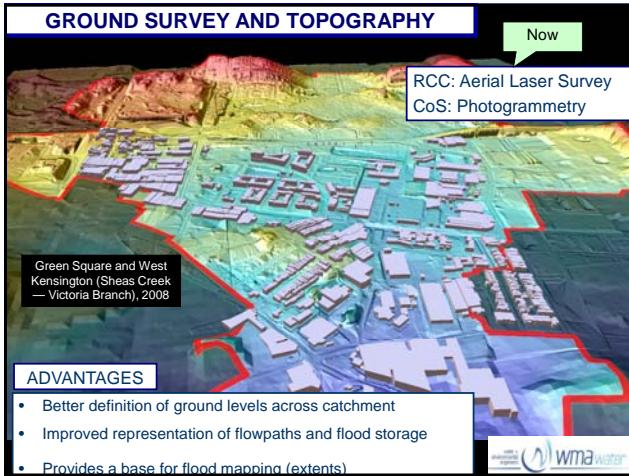 GROUND SURVEY AND TOPOGRAPHY
Now
RCC: Aerial Laser Survey
CoS: Photogrammetry
Green Square and West
Kensington (Sheas Creek
— Victoria Branch), 2008
ADVANTAGES
• Better definition of ground levels across catchment
• Improved representation of flowpaths and flood storage
• Provides a base for flood mapping (extents)
wmawater